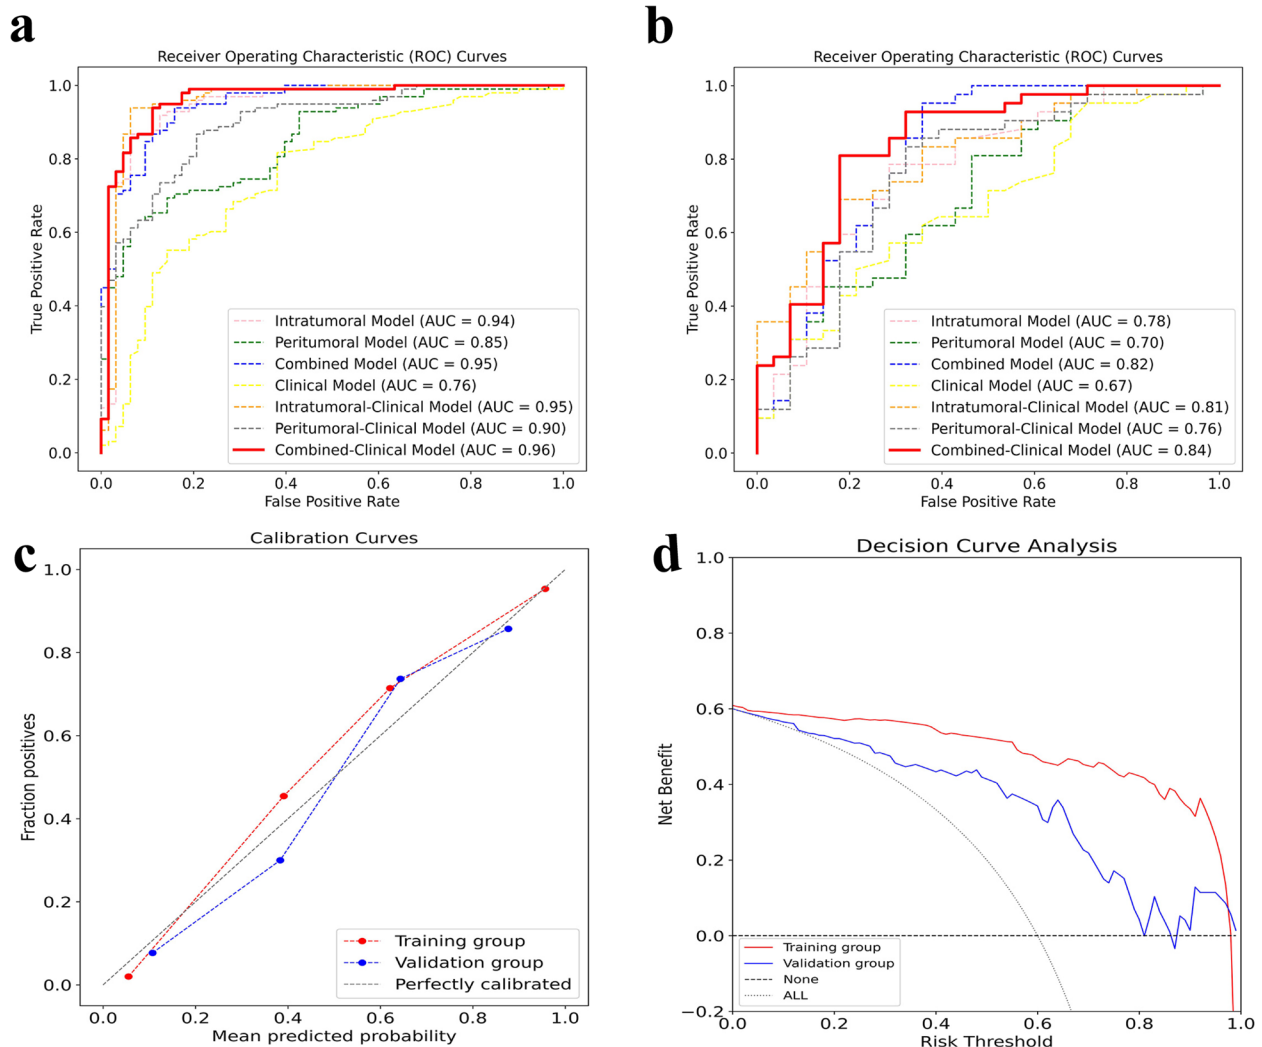 a
Receiver Operating Characteristic (ROC) Curves
True Positive Rate
1.0
0.8
0.6
0.4
0.2
0.0
Intratumoral Model (AUC = 0.94)
Peritumoral Model (AUC = 0.85)
Combined Model (AUC = 0.95)
Clinical Model (AUC = 0.76)
Intratumoral-Clinical Model (AUC = 0.95)
Peritumoral-Clinical Model (AUC = 0.90)
Combined-Clinical Model (AUC = 0.96)
0.0 0.2 0.4 0.6 0.8 1.0
False Positive Rate
b
Receiver Operating Characteristic (ROC) Curves
True Positive Rate
1.0
0.8
0.6
0.4
0.2
0.0
Intratumoral Model (AUC = 0.78)
Peritumoral Model (AUC = 0.70)
Combined Model (AUC = 0.82)
Clinical Model (AUC = 0.67)
Intratumoral-Clinical Model (AUC = 0.81)
Peritumoral-Clinical Model (AUC = 0.76)
Combined-Clinical Model (AUC = 0.84)
0.0 0.2 0.4 0.6 0.8 1.0
False Positive Rate
c
Calibration Curves
Fraction positives
1.0
0.8
0.6
0.4
0.2
0.0
Training group
Validation group
Perfectly calibrated
0.0 0.2 0.4 0.6 0.8 1.0
Mean predicted probability
d
Decision Curve Analysis
Net Benefit
1.0
0.8
0.6
0.4
0.2
0.0
-0.2
Training group
Validation group
None
ALL
0.0 0.2 0.4 0.6 0.8 1.0
Risk Threshold